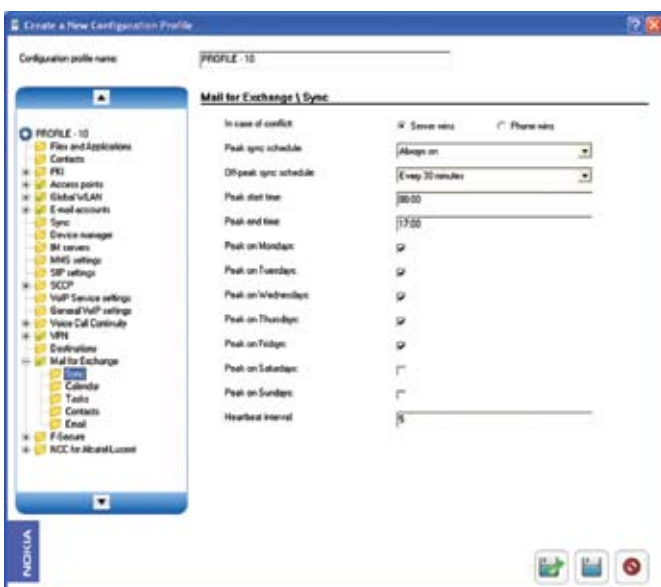 Create a New Configuration Profile
Configuration profile name:
PROFILE - 10
PROFILE - 10
Files and Applications
Contacts
PKI
Access points
Global WLAN
E-mail accounts
Sync
Device manager
IM servers
MMS settings
SIP settings
SCCP
VoIP Service settings
General VoIP settings
Voice Call Continuity
VPN
Destinations
Mail for Exchange
Sync
Calendar
Tasks
Contacts
Email
F-Secure
NCC for Alcatel-Lucent
Mail for Exchange \ Sync
In case of conflict:
Server wins
Phone wins
Peak sync schedule:
Always on
Off-peak sync schedule:
Every 30 minutes
Peak start time:
08:00
Peak end time:
17:00
Peak on Mondays:
Peak on Tuesdays:
Peak on Wednesdays:
Peak on Thursdays:
Peak on Fridays:
Peak on Saturdays:
Peak on Sundays:
Heartbeat interval:
5
NOKIA